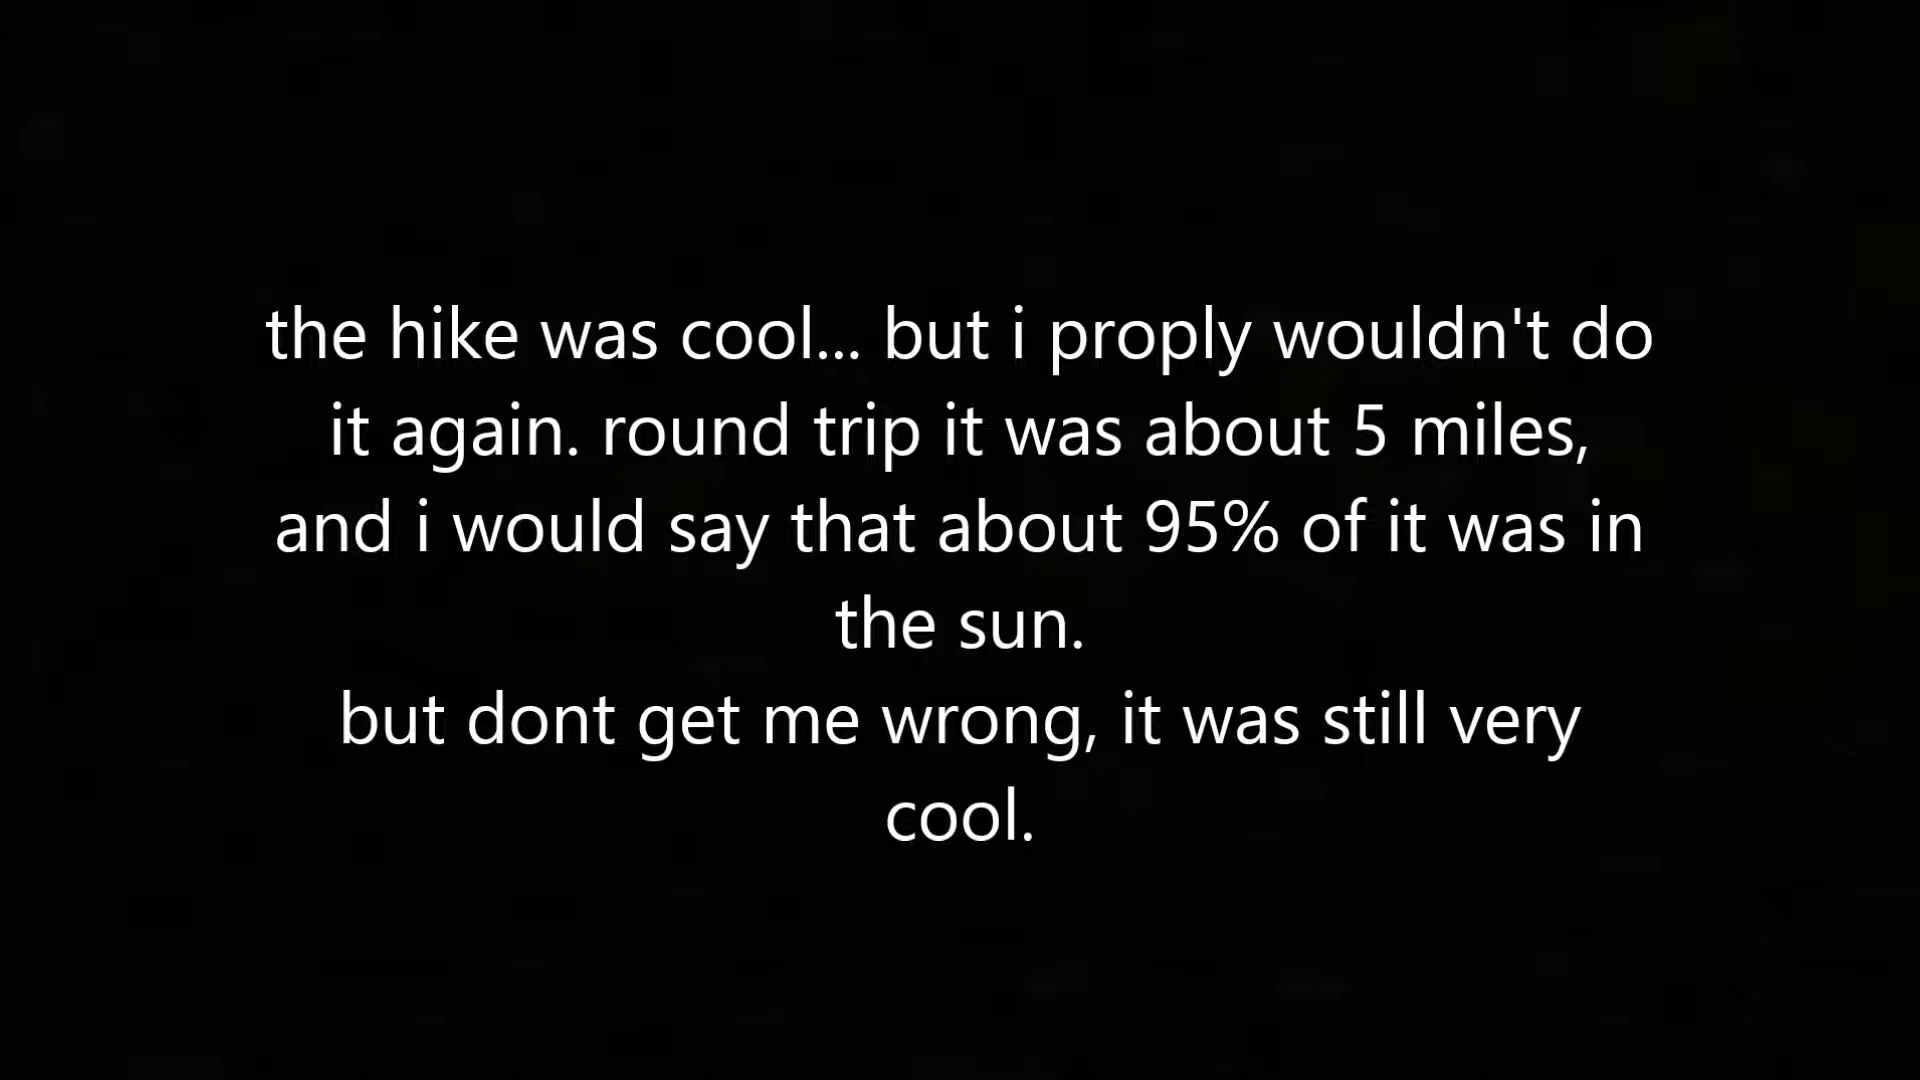 the hike was cool... but i proply wouldn't do
it again. round trip it was about 5 miles,
and i would say that about 95% of it was in
the sun.
but dont get me wrong, it was still very
cool.